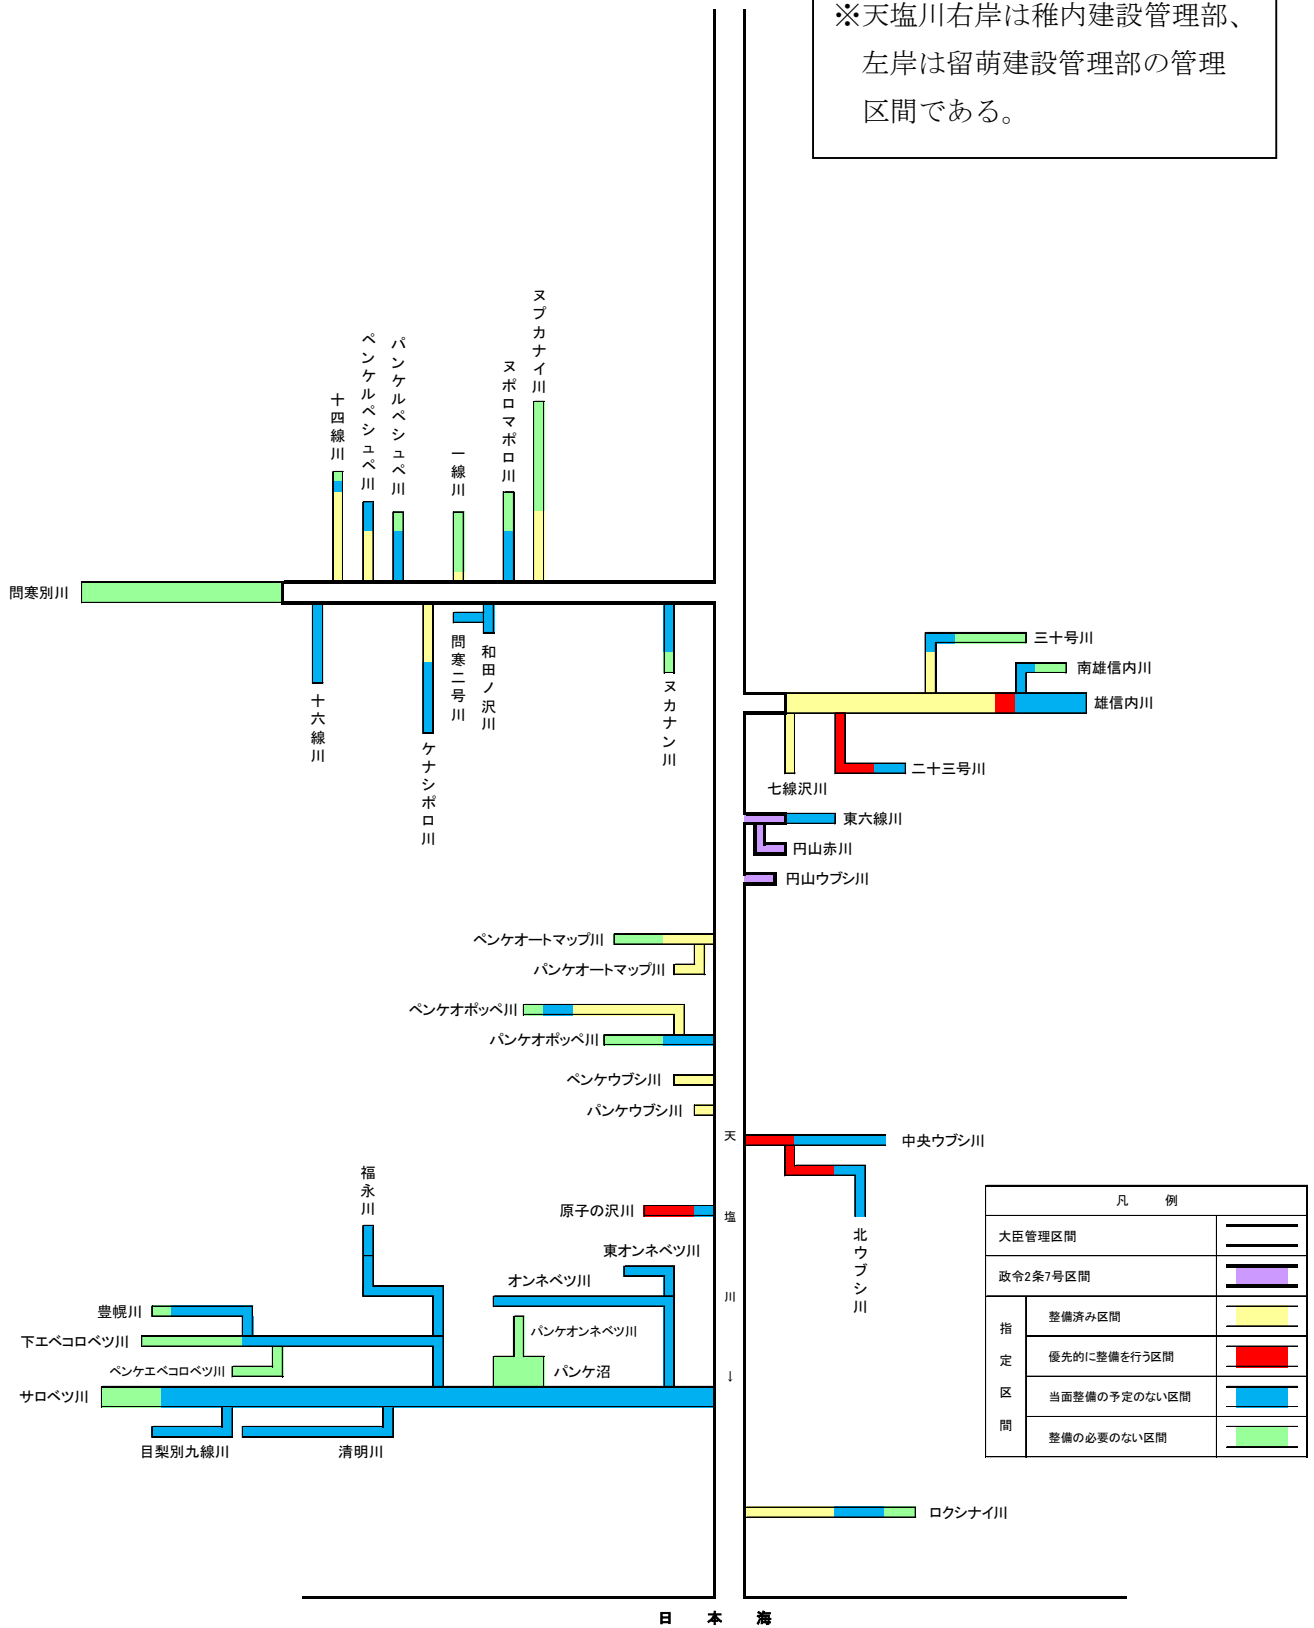 ※天塩川右岸は稚内建設管理部、
左岸は留萌建設管理部の管理
区間である。
ヌプカナイ川
ペンケルペシュペ川
パンケルペシュペ川
ヌポロマポロ川
十四線川
一線川
問寒別川
十六線川
ケナシポロ川
問寒二号川
和田ノ沢川
ヌカナン川
三十号川
南雄信内川
雄信内川
二十三号川
七線沢川
東六線川
円山赤川
円山ウブシ川
ペンケオートマップ川
パンケオートマップ川
ペンケオポッペ川
パンケオポッペ川
ペンケウブシ川
パンケウブシ川
天塩川↓
中央ウブシ川
北ウブシ川
福永川
原子の沢川
東オンネベツ川
オンネベツ川
豊幌川
パンケオンネベツ川
下エベコロベツ川
ペンケエベコロベツ川
パンケ沼
サロベツ川
目梨別九線川
清明川
凡 例
大臣管理区間
政令2条7号区間
指定区間
整備済み区間
優先的に整備を行う区間
当面整備の予定のない区間
整備の必要のない区間
ロクシナイ川
日 本 海